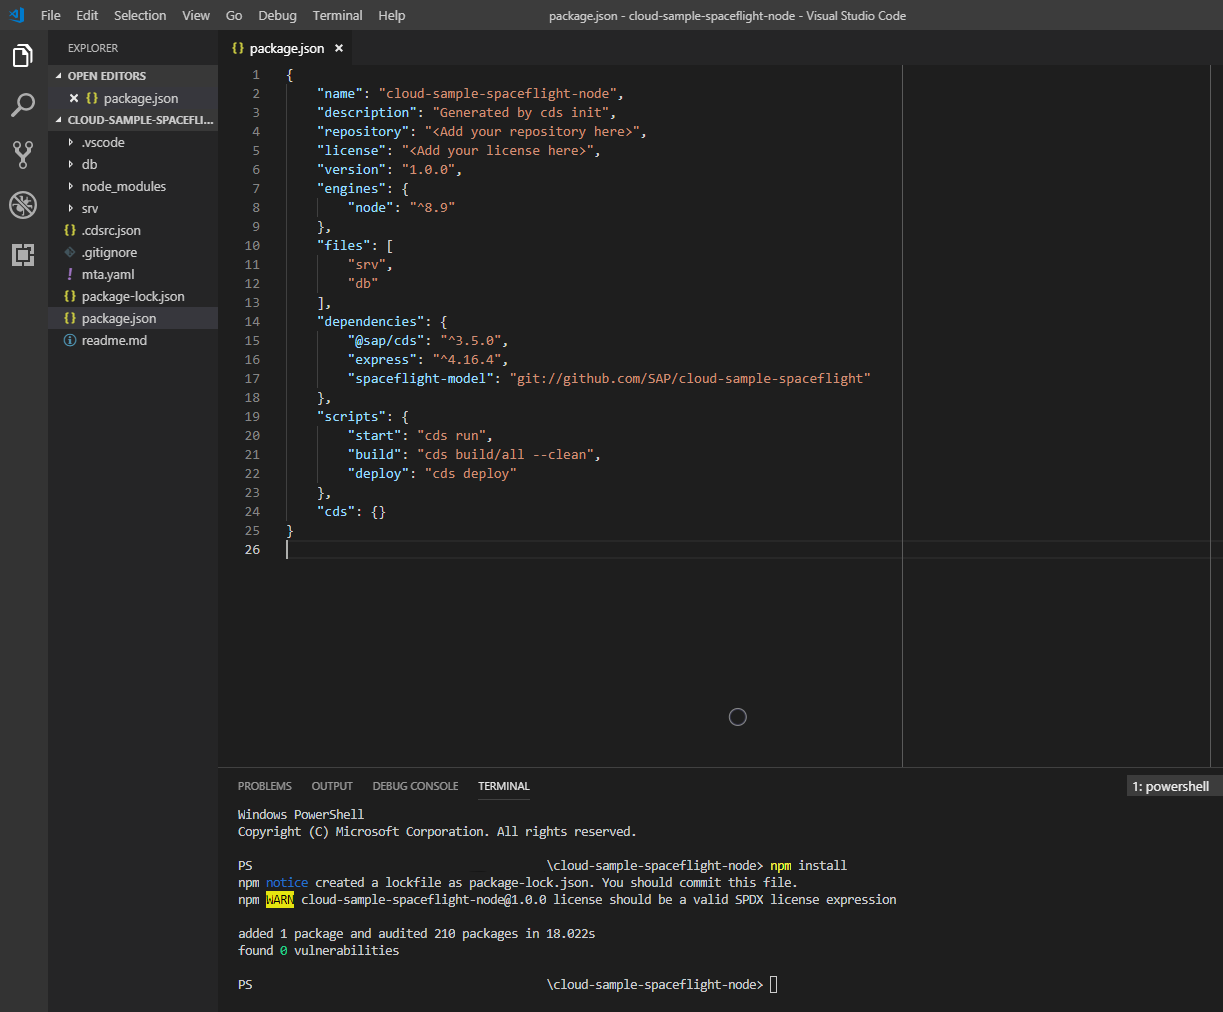 File Edit Selection View Go Debug Terminal Help package.json - cloud-sample-spaceflight-node - Visual Studio Code
EXPLORER
OPEN EDITORS
package.json
CLOUD-SAMPLE-SPACEFLI...
.vscode
db
node_modules
srv
.cdsrc.json
.gitignore
mta.yaml
package-lock.json
package.json
readme.md
package.json
1 {
2 "name": "cloud-sample-spaceflight-node",
3 "description": "Generated by cds init",
4 "repository": "<Add your repository here>",
5 "license": "<Add your license here>",
6 "version": "1.0.0",
7 "engines": {
8 "node": "^8.9"
9 },
10 "files": [
11 "srv",
12 "db"
13 ],
14 "dependencies": {
15 "@sap/cds": "^3.5.0",
16 "express": "^4.16.4",
17 "spaceflight-model": "git://github.com/SAP/cloud-sample-spaceflight"
18 },
19 "scripts": {
20 "start": "cds run",
21 "build": "cds build/all --clean",
22 "deploy": "cds deploy"
23 },
24 "cds": {}
25 }
26
PROBLEMS OUTPUT DEBUG CONSOLE TERMINAL 1: powershell
Windows PowerShell
Copyright (C) Microsoft Corporation. All rights reserved.
PS \cloud-sample-spaceflight-node> npm install
npm notice created a lockfile as package-lock.json. You should commit this file.
npm WARN cloud-sample-spaceflight-node@1.0.0 license should be a valid SPDX license expression
added 1 package and audited 210 packages in 18.022s
found 0 vulnerabilities
PS \cloud-sample-spaceflight-node>